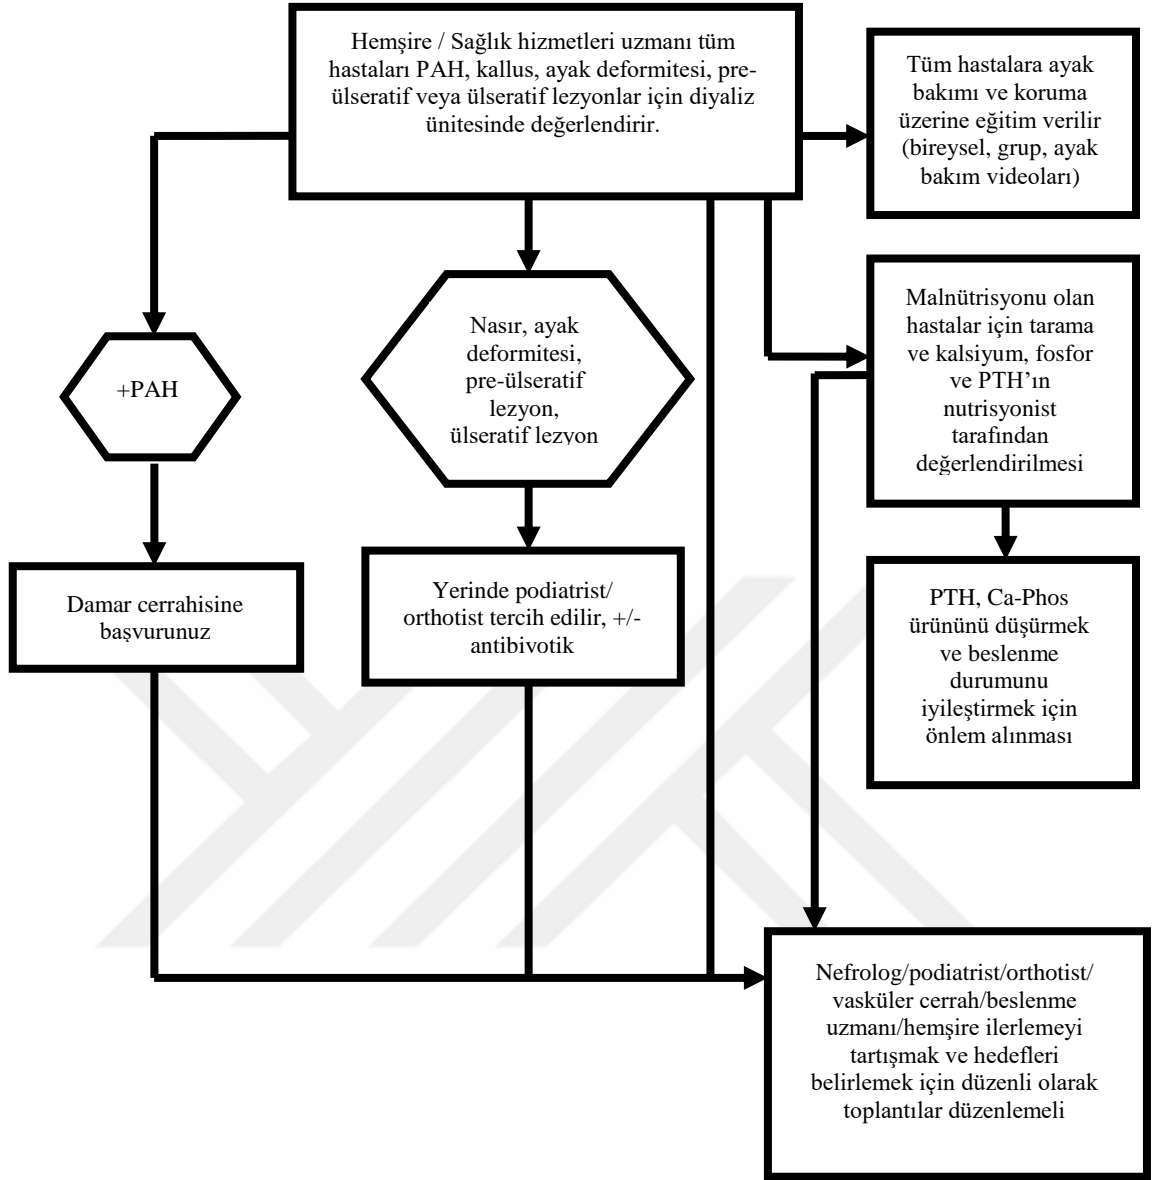 Hemşire / Sağlık hizmetleri uzmanı tüm
hastaları PAH, kallus, ayak deformitesi, pre-
ülseratif veya ülseratif lezyonlar için diyaliz
ünitesinde değerlendirir.
Tüm hastalara ayak
bakımı ve koruma
üzerine eğitim verilir
(bireysel, grup, ayak
bakım videoları)
Malnütrisyonu olan
hastalar için tarama
ve kalsiyum, fosfor
ve PTH’ın
nutrisyonist
tarafından
değerlendirilmesi
Nasır, ayak
deformitesi,
pre-ülseratif
lezyon,
ülseratif lezyon
+PAH
Damar cerrahisine
başvurunuz
Yerinde podiatrist/
orthotist tercih edilir, +/-
antibivotik
PTH, Ca-Phos
ürününü düşürmek
ve beslenme
durumunu
iyileştirmek için
önlem alınması
Nefrolog/podiatrist/orthotist/
vasküler cerrah/beslenme
uzmanı/hemşire ilerlemeyi
tartışmak ve hedefleri
belirlemek için düzenli olarak
toplantılar düzenlemeli